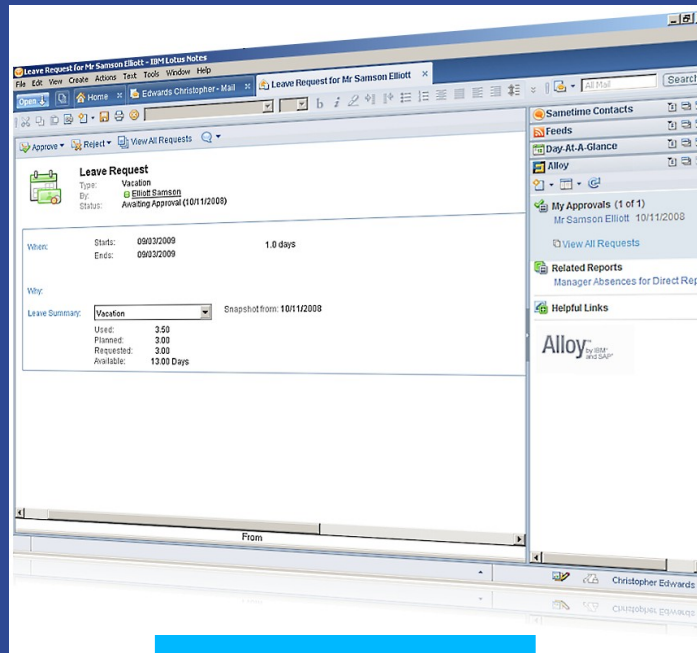 Leave Request for Mr Samson Elliott - IBM Lotus Notes
File Edit View Create Actions Text Tools Window Help
Open Home Edwards Christopher - Mail Leave Request for Mr Samson Elliott
All Mail Search
Approve Reject View All Requests
Leave Request
Type: Vacation
By: Elliott Samson
Status: Awaiting Approval (10/11/2008)
When: Starts: 09/03/2009 1.0 days
Ends: 09/03/2009
Why:
Leave Summary: Vacation Snapshot from: 10/11/2008
Used: 3.50
Planned: 3.00
Requested: 3.00
Available: 13.00 Days
From
Sametime Contacts
Feeds
Day-At-A-Glance
Alloy
My Approvals (1 of 1)
Mr Samson Elliott 10/11/2008
View All Requests
Related Reports
Manager Absences for Direct Rep
Helpful Links
Alloy™ by IBM® and SAP®
Christopher Edwards